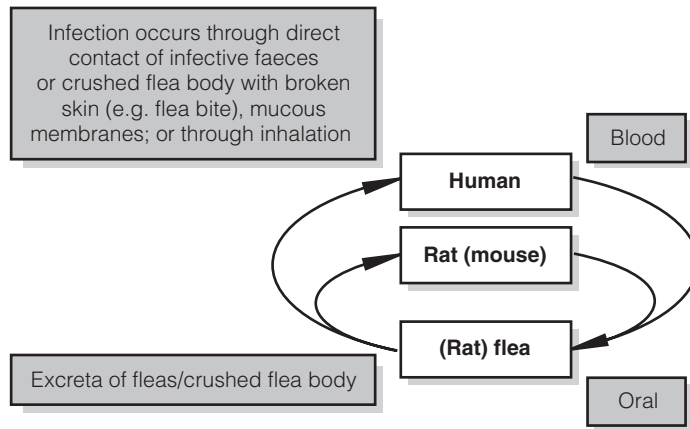 Infection occurs through direct
contact of infective faeces
or crushed flea body with broken
skin (e.g. flea bite), mucous
membranes; or through inhalation
Blood
Human
Rat (mouse)
(Rat) flea
Excreta of fleas/crushed flea body
Oral